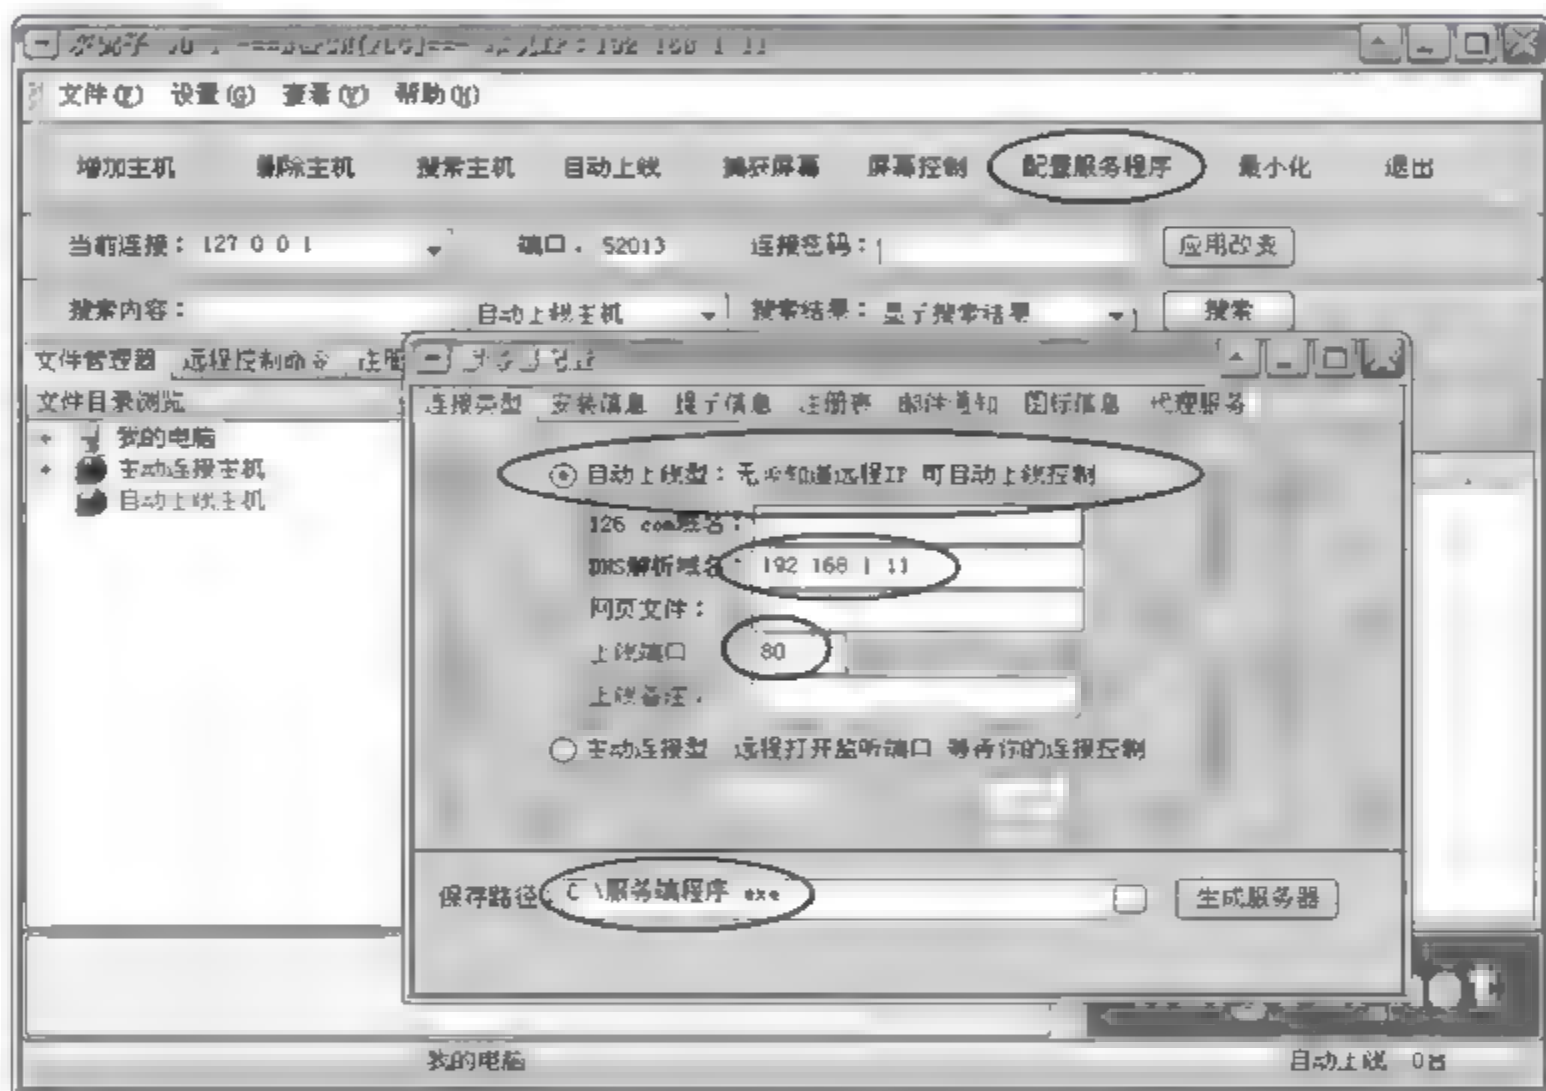 文件(F) 设置(G) 查看(V) 帮助(H)
增加主机 删除主机 搜索主机 自动上线 捕获屏幕 屏幕控制 配置服务程序 最小化 退出
当前连接：127 0 0 1 端口： 52013 连接密码： 应用改变
搜索内容： 自动上线主机 搜索结果：显示搜索结果 搜索
文件管理器 远程控制命令 注册
文件目录浏览
我的电脑
主动连接主机
自动上线主机
连接类型 安装信息 提示信息 注册表 邮件通知 图标信息 代理服务
自动上线型：无需知道远程IP 可自动上线控制
126 com域名：
DNS解析域名： 192 168 1 11
网页文件：
上线端口 80
上线备注：
主动连接型 远程打开监听端口 等待你的连接控制
保存路径 C \服务端程序 exe 生成服务器
我的电脑 自动上线 0台